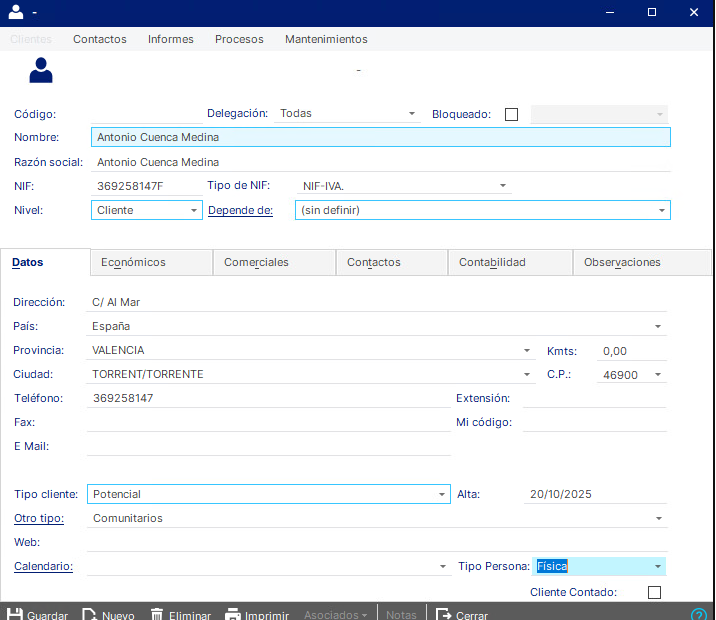 -
Clientes Contactos Informes Procesos Mantenimientos
-
Código: Delegación: Todas Bloqueado:
Nombre: Antonio Cuenca Medina
Razón social: Antonio Cuenca Medina
NIF: 369258147F Tipo de NIF: NIF-IVA.
Nivel: Cliente Depende de: (sin definir)
Datos Económicos Comerciales Contactos Contabilidad Observaciones
Dirección: C/ Al Mar
País: España
Provincia: VALENCIA Kmts: 0,00
Ciudad: TORRENT/TORRENTE C.P.: 46900
Teléfono: 369258147 Extensión:
Fax: Mi código:
E Mail:
Tipo cliente: Potencial Alta: 20/10/2025
Otro tipo: Comunitarios
Web:
Calendario: Tipo Persona: Física
Cliente Contado:
Guardar Nuevo Eliminar Imprimir Asociados Notas Cerrar ?